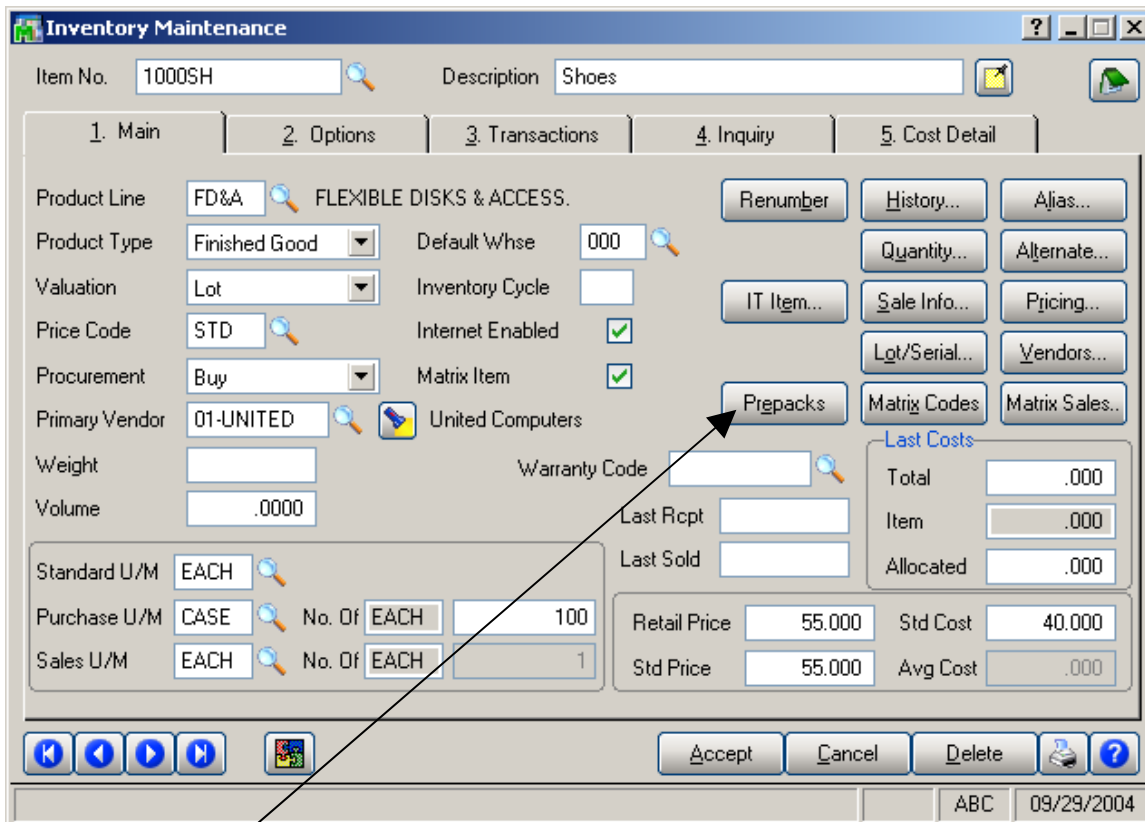 Inventory Maintenance
Item No. 1000SH Description Shoes
1. Main 2. Options 3. Transactions 4. Inquiry 5. Cost Detail
Product Line FD&A FLEXIBLE DISKS & ACCESS. Renumber History... Alias...
Product Type Finished Good Default Whse 000 Quantity... Alternate...
Valuation Lot Inventory Cycle IT Item... Sale Info... Pricing...
Price Code STD Internet Enabled Lot/Serial... Vendors...
Procurement Buy Matrix Item Prepacks Matrix Codes Matrix Sales..
Primary Vendor 01-UNITED United Computers
Last Costs
Weight Warranty Code Total .000
Volume .0000 Last Rcpt Item .000
Last Sold Allocated .000
Standard U/M EACH
Purchase U/M CASE No. Of EACH 100 Retail Price 55.000 Std Cost 40.000
Sales U/M EACH No. Of EACH 1 Std Price 55.000 Avg Cost .000
Accept Cancel Delete
ABC 09/29/2004